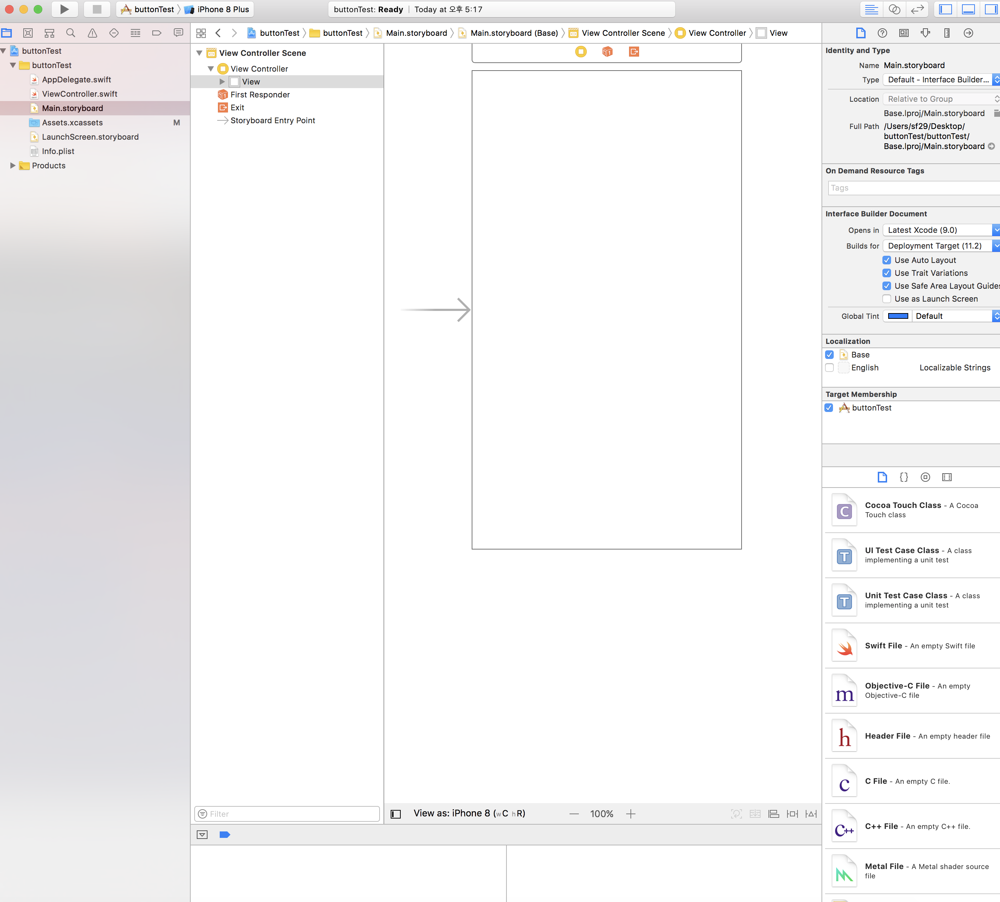 buttonTest iPhone 8 Plus
buttonTest: Ready Today at 오후 5:17
buttonTest buttonTest Main.storyboard Main.storyboard (Base) View Controller Scene View Controller View
buttonTest
buttonTest
AppDelegate.swift
ViewController.swift
Main.storyboard
Assets.xcassets M
LaunchScreen.storyboard
Info.plist
Products
View Controller Scene
View Controller
View
First Responder
Exit
Storyboard Entry Point
Filter
View as: iPhone 8 (wC hR) 100%
Identity and Type
Name Main.storyboard
Type Default - Interface Builder...
Location Relative to Group
Base.lproj/Main.storyboard
Full Path /Users/sf29/Desktop/
buttonTest/buttonTest/
Base.lproj/Main.storyboard
On Demand Resource Tags
Tags
Interface Builder Document
Opens in Latest Xcode (9.0)
Builds for Deployment Target (11.2)
Use Auto Layout
Use Trait Variations
Use Safe Area Layout Guides
Use as Launch Screen
Global Tint Default
Localization
Base
English Localizable Strings
Target Membership
buttonTest
C
Cocoa Touch Class - A Cocoa
Touch class
T
UI Test Case Class - A class
implementing a unit test
T
Unit Test Case Class - A class
implementing a unit test
Swift File - An empty Swift file
m
Objective-C File - An empty
Objective-C file
h
Header File - An empty header file
c
C File - An empty C file.
C++
C++ File - An empty C++ file.
Metal File - A Metal shader source
file